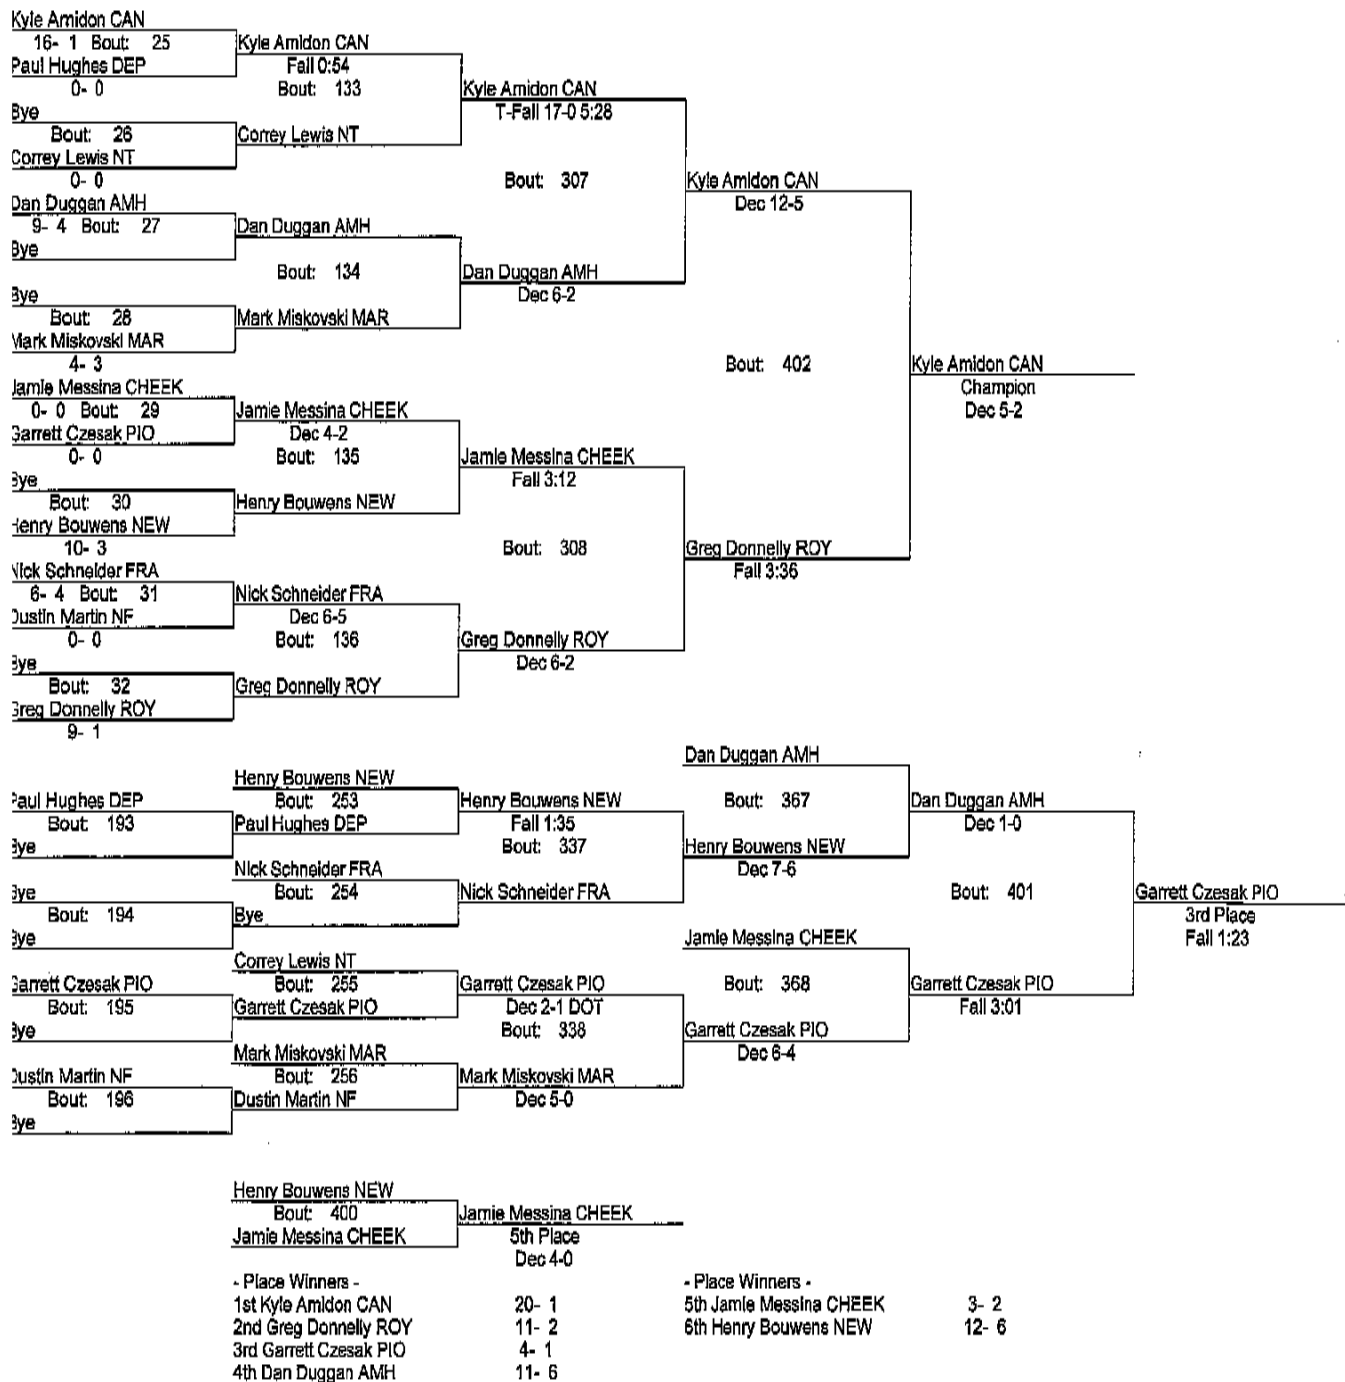 Kyle Amidon CAN
16- 1 Bout: 25
Kyle Amidon CAN
Paul Hughes DEP
Fall 0:54
0- 0
Bout: 133
Kyle Amidon CAN
Bye
T-Fall 17-0 5:28
Bout: 26
Correy Lewis NT
Correy Lewis NT
0- 0
Bout: 307
Kyle Amidon CAN
Dan Duggan AMH
Dec 12-5
9- 4 Bout: 27
Dan Duggan AMH
Bye
Bout: 134
Dan Duggan AMH
Bye
Dec 6-2
Bout: 28
Mark Miskovski MAR
Mark Miskovski MAR
4- 3
Bout: 402
Kyle Amidon CAN
Jamie Messina CHEEK
Champion
0- 0 Bout: 29
Jamie Messina CHEEK
Dec 5-2
Garrett Czesak PIO
Dec 4-2
0- 0
Bout: 135
Jamie Messina CHEEK
Bye
Fall 3:12
Bout: 30
Henry Bouwens NEW
Henry Bouwens NEW
10- 3
Bout: 308
Greg Donnelly ROY
Nick Schneider FRA
Fall 3:36
6- 4 Bout: 31
Nick Schneider FRA
Dustin Martin NF
Dec 6-5
0- 0
Bout: 136
Greg Donnelly ROY
Bye
Dec 6-2
Bout: 32
Greg Donnelly ROY
Greg Donnelly ROY
9- 1
Dan Duggan AMH
Henry Bouwens NEW
Paul Hughes DEP
Bout: 253
Henry Bouwens NEW
Bout: 367
Dan Duggan AMH
Bout: 193
Paul Hughes DEP
Fall 1:35
Dec 1-0
Bye
Bout: 337
Henry Bouwens NEW
Nick Schneider FRA
Dec 7-6
Bye
Bout: 254
Nick Schneider FRA
Bout: 401
Garrett Czesak PIO
Bout: 194
Bye
3rd Place
Bye
Jamie Messina CHEEK
Fall 1:23
Correy Lewis NT
Garrett Czesak PIO
Bout: 255
Garrett Czesak PIO
Bout: 368
Garrett Czesak PIO
Bout: 195
Garrett Czesak PIO
Dec 2-1 DOT
Fall 3:01
Bye
Bout: 338
Garrett Czesak PIO
Mark Miskovski MAR
Dec 6-4
Dustin Martin NF
Bout: 256
Mark Miskovski MAR
Bout: 196
Dustin Martin NF
Dec 5-0
Bye
Henry Bouwens NEW
Bout: 400
Jamie Messina CHEEK
Jamie Messina CHEEK
5th Place
Dec 4-0
- Place Winners -
- Place Winners -
1st Kyle Amidon CAN 20- 1
5th Jamie Messina CHEEK 3- 2
2nd Greg Donnelly ROY 11- 2
6th Henry Bouwens NEW 12- 6
3rd Garrett Czesak PIO 4- 1
4th Dan Duggan AMH 11- 6